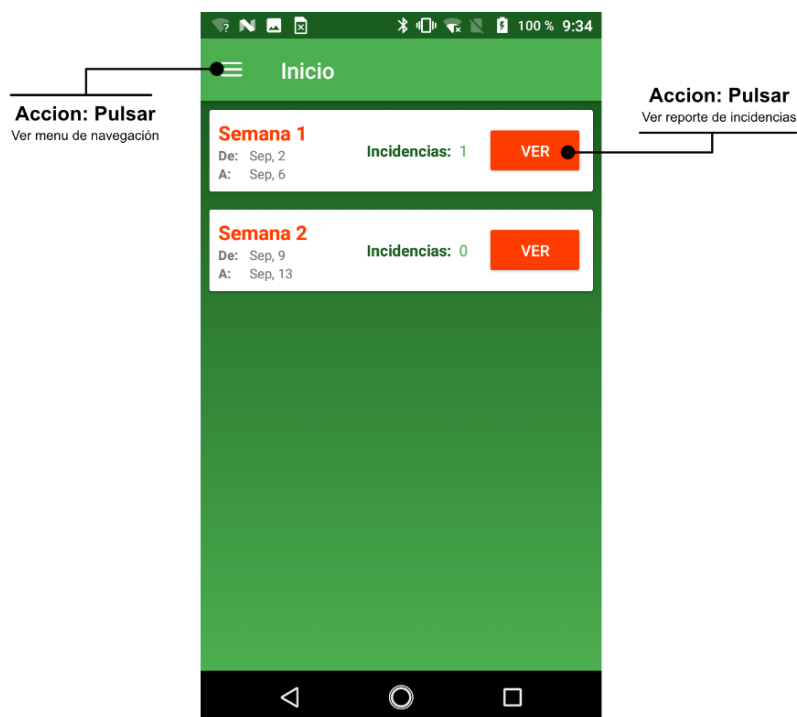 100 % 9:34
Inicio
Accion: Pulsar
Ver menu de navegación
Accion: Pulsar
Ver reporte de incidencias
Semana 1
De: Sep, 2
A: Sep, 6
Incidencias: 1
VER
Semana 2
De: Sep, 9
A: Sep, 13
Incidencias: 0
VER